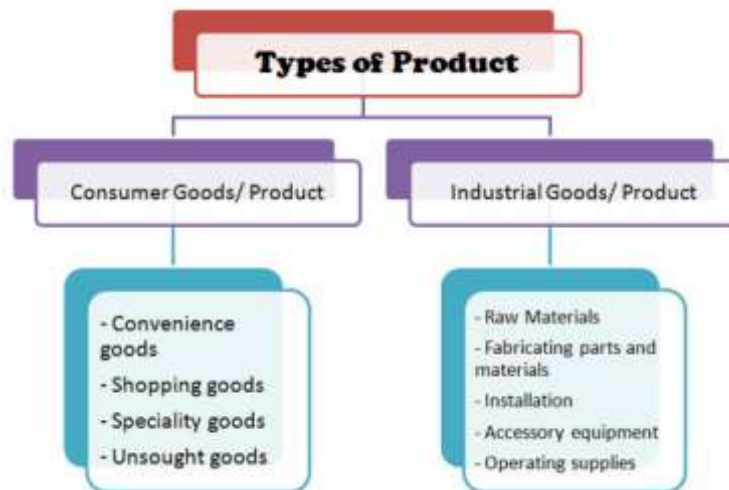 Types of Product
Consumer Goods/ Product
Industrial Goods/ Product
- Convenience
goods
- Shopping goods
- Speciality goods
- Unsought goods
- Raw Materials
- Fabricating parts and
materials
- Installation
- Accessory equipment
- Operating supplies